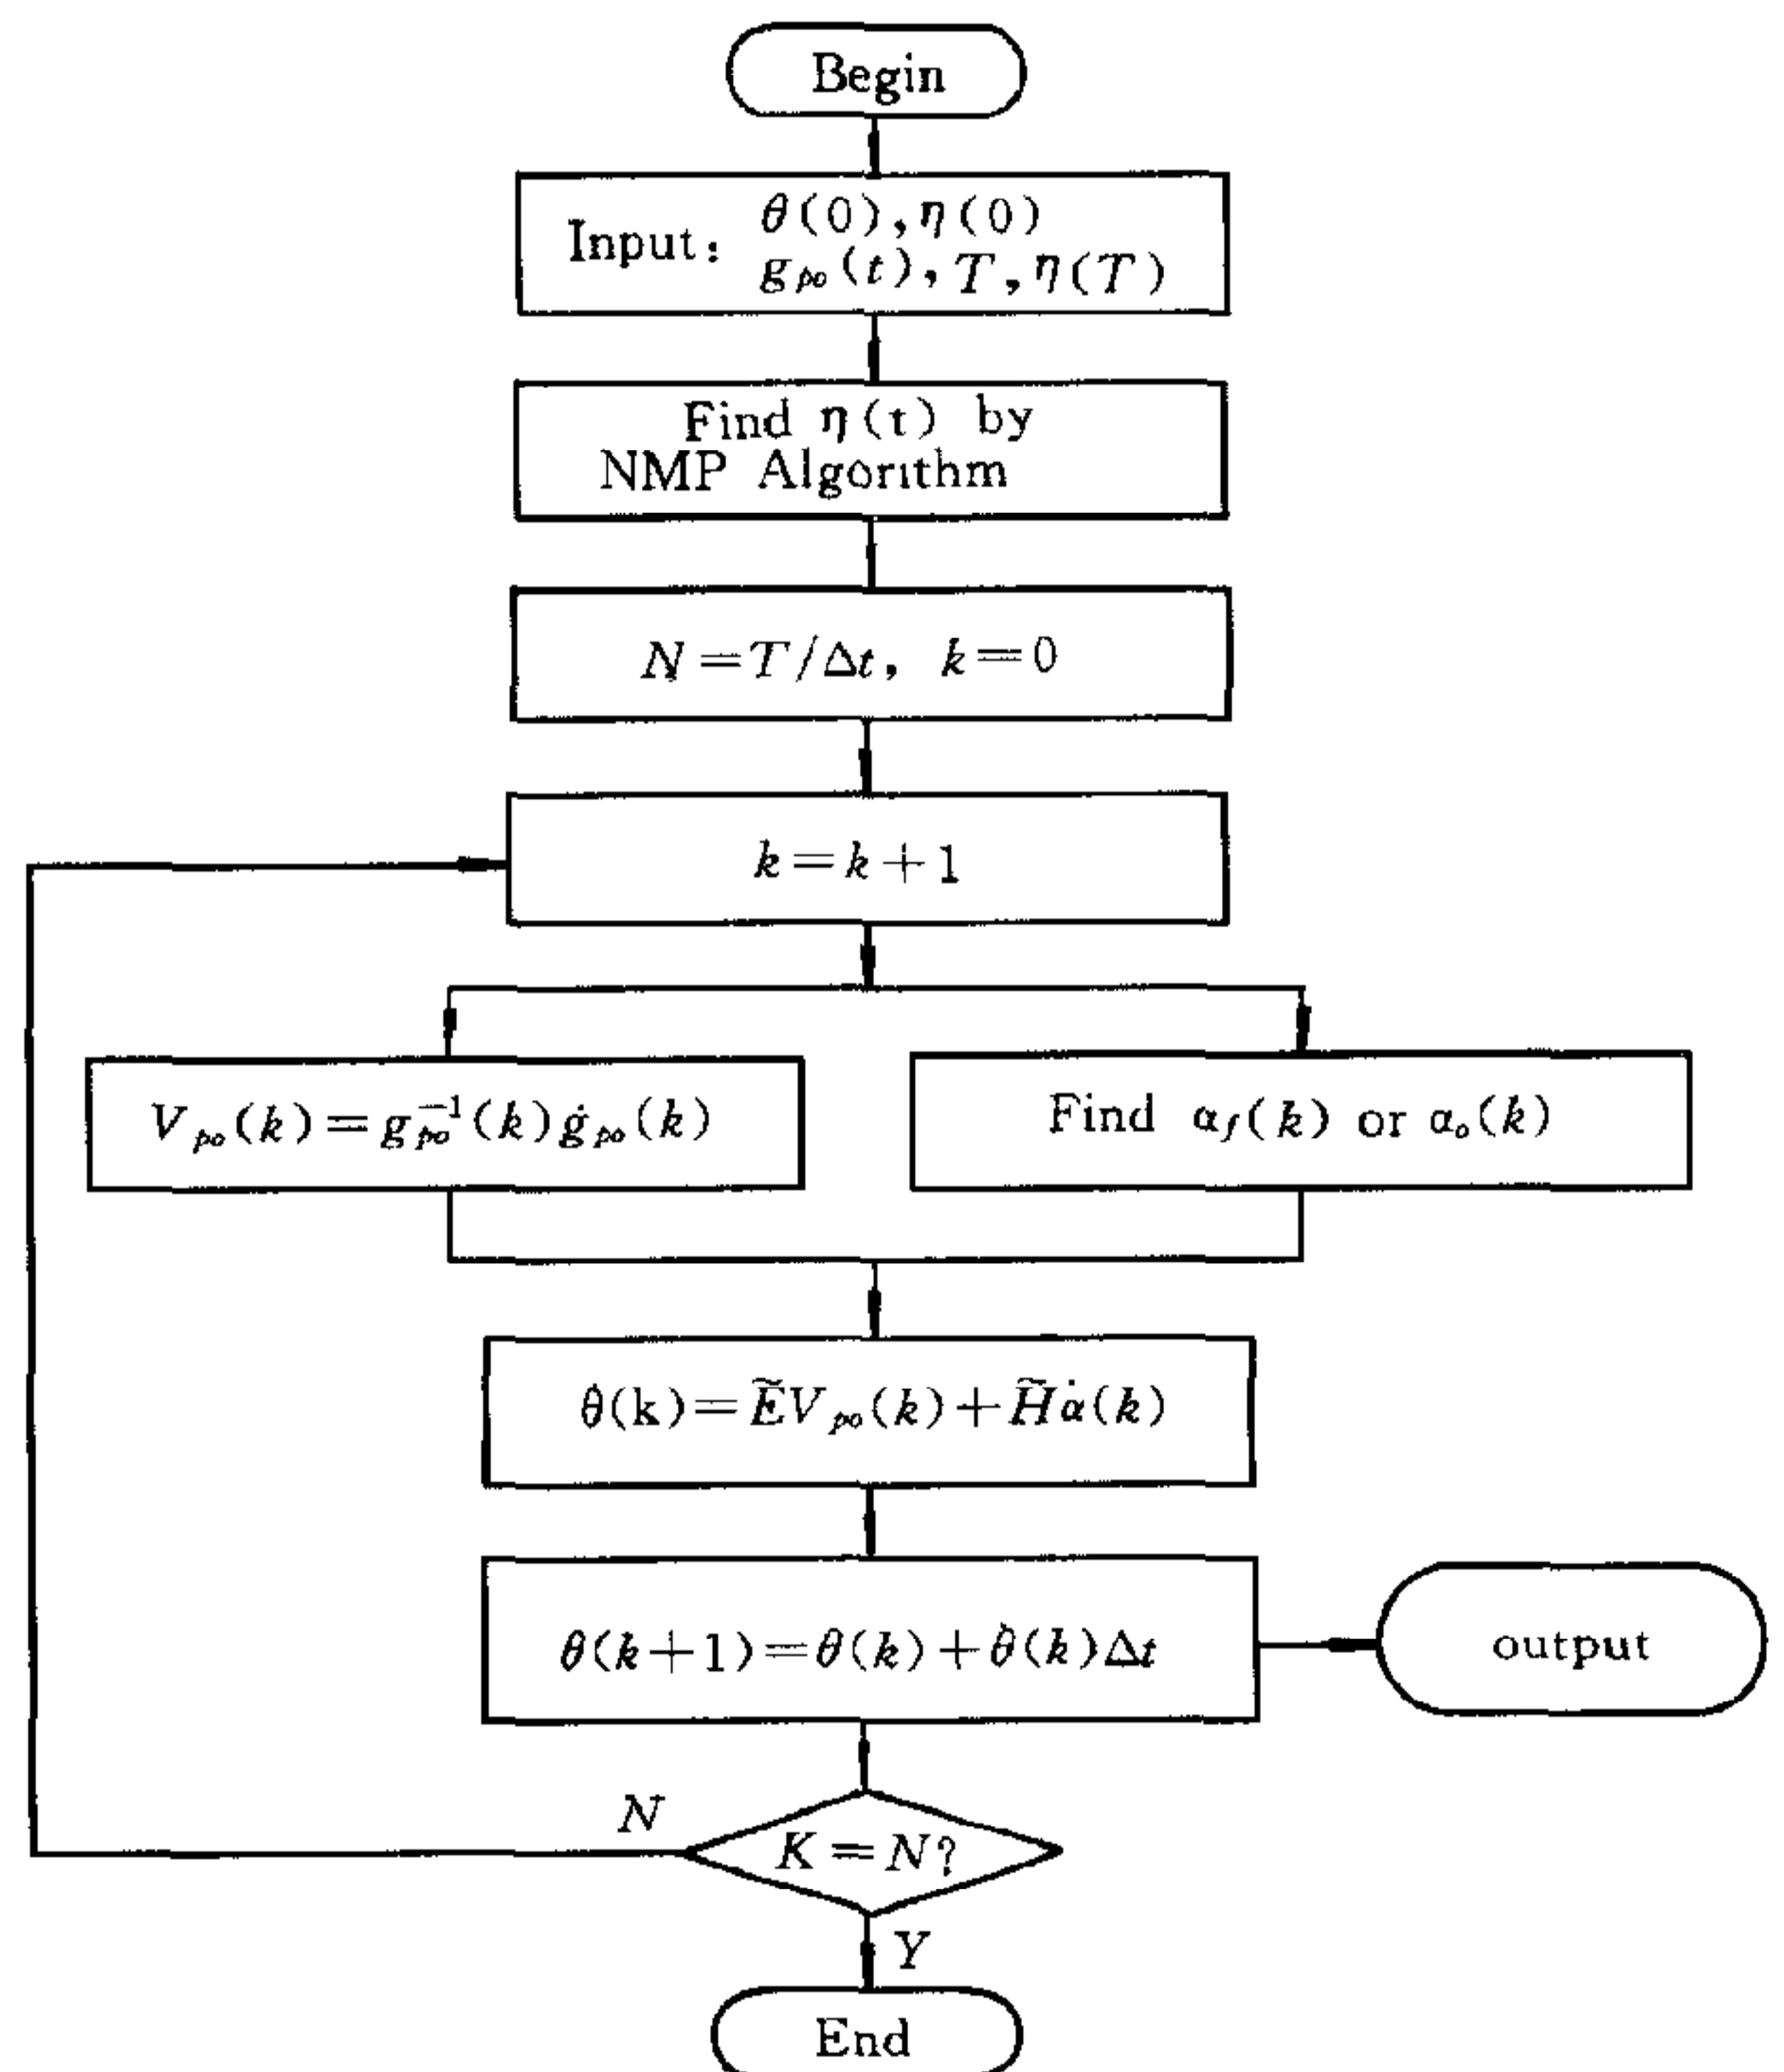 Begin
Input: θ(0), η(0)
g_po(t), T, η(T)
Find η(t) by
NMP Algorithm
N=T/Δt, k=0
k=k+1
V_po(k)=g_po^{-1}(k)ġ_po(k)
Find α_f(k) or α_o(k)
θ̇(k)=ẼV_po(k)+H̃α̇(k)
θ(k+1)=θ(k)+θ̇(k)Δt
output
N
K=N?
Y
End